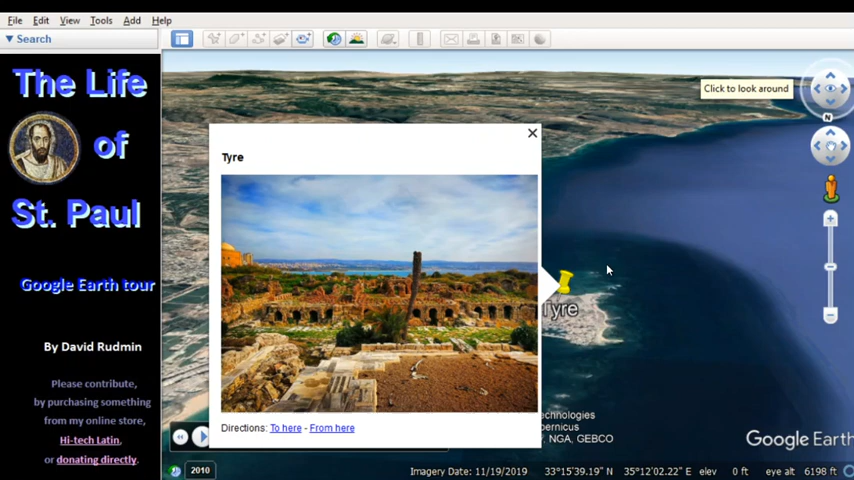 File Edit View Tools Add Help
Search
Click to look around
The Life
of
St. Paul
Google Earth tour
By David Rudmin
Please contribute,
by purchasing something
from my online store,
Hi-tech Latin,
or donating directly.
Tyre
Directions: To here - From here
N
Tyre
echnologies
pernicus
, NGA, GEBCO
Google Earth
2010
Imagery Date: 11/19/2019 33°15'39.19" N 35°12'02.22" E elev 0 ft eye alt 6198 ft